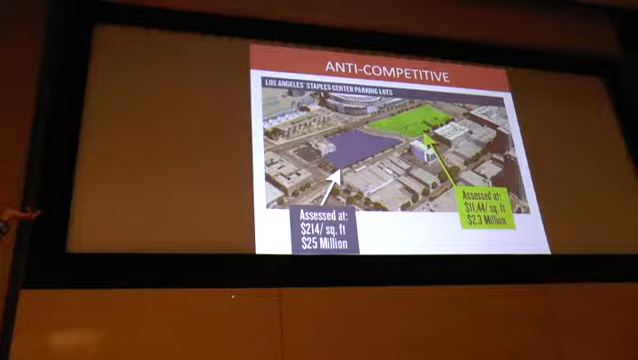 ANTI-COMPETITIVE
LOS ANGELES' STAPLES CENTER PARKING LOTS
Assessed at:
$214/ sq. ft
$25 Million
Assessed at:
$11.44/ sq. ft
$2.3 Million